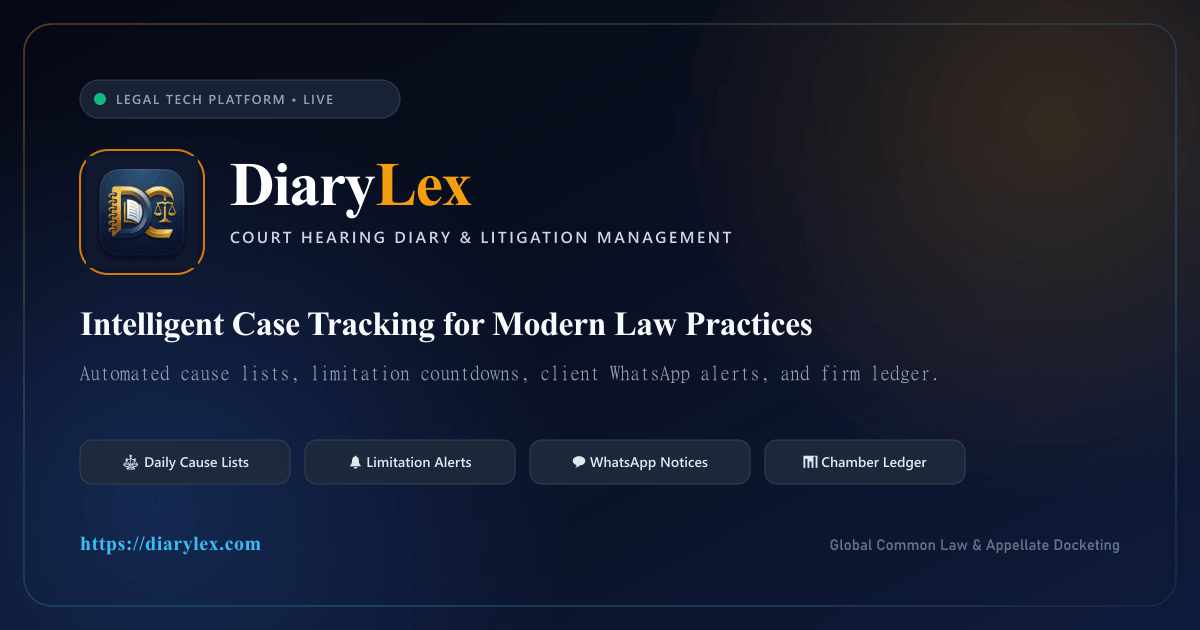 LEGAL TECH PLATFORM • LIVE
DiaryLex
COURT HEARING DIARY & LITIGATION MANAGEMENT
Intelligent Case Tracking for Modern Law Practices
Automated cause lists, limitation countdowns, client WhatsApp alerts, and firm ledger.
Daily Cause Lists
Limitation Alerts
WhatsApp Notices
Chamber Ledger
https://diarylex.com
Global Common Law & Appellate Docketing